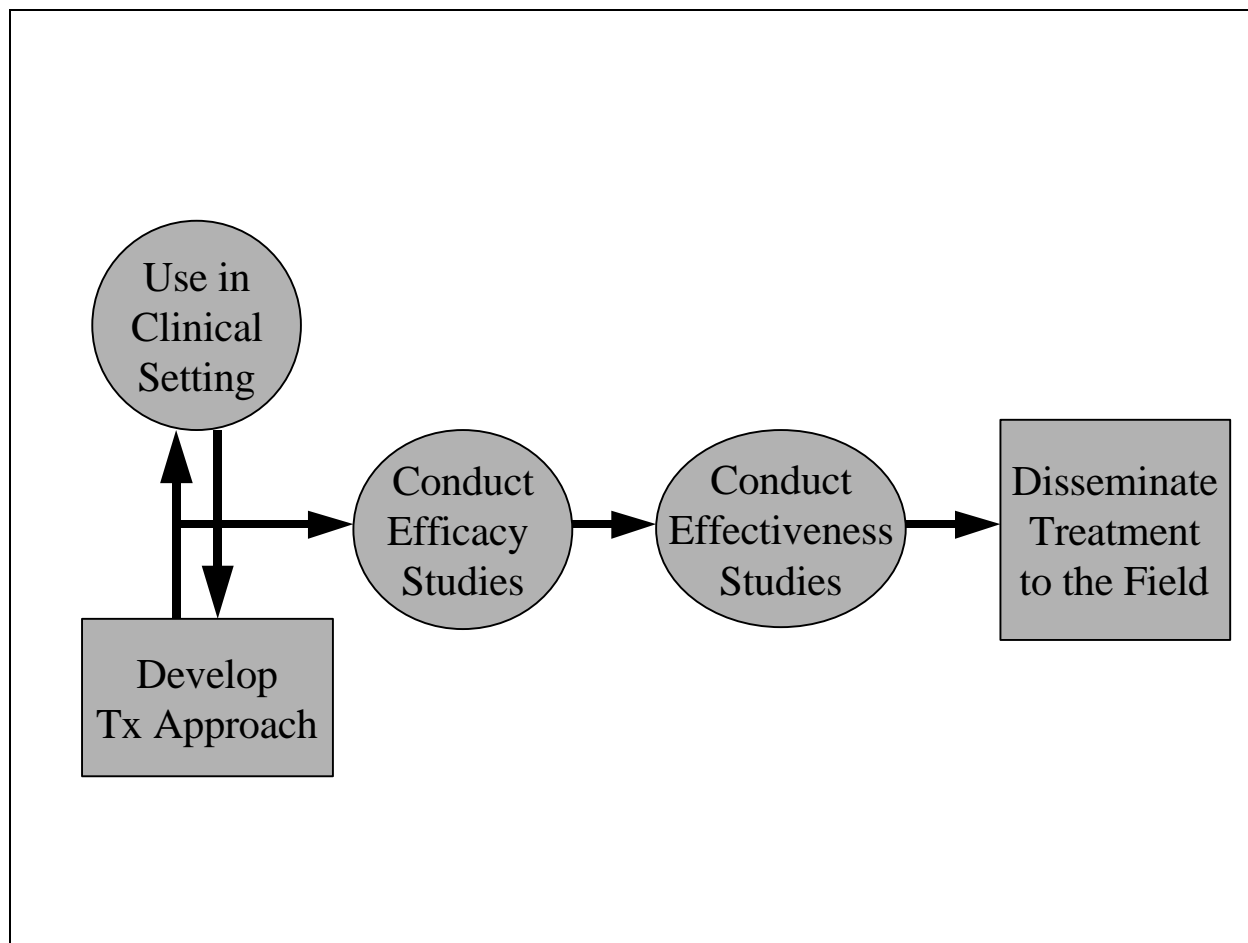 Use in
Clinical
Setting
Develop
Tx Approach
Conduct
Efficacy
Studies
Conduct
Effectiveness
Studies
Disseminate
Treatment
to the Field